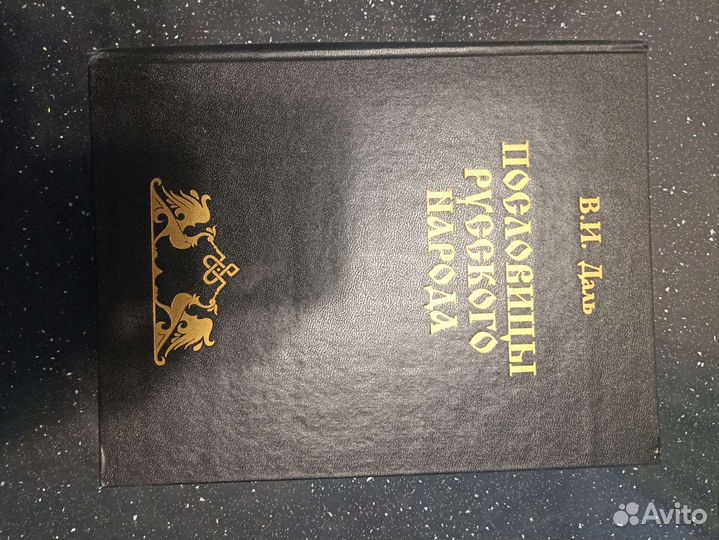 В.И. Даль
ПОСЛОВИЦЫ
РУССКОГО
НАРОДА
Avito